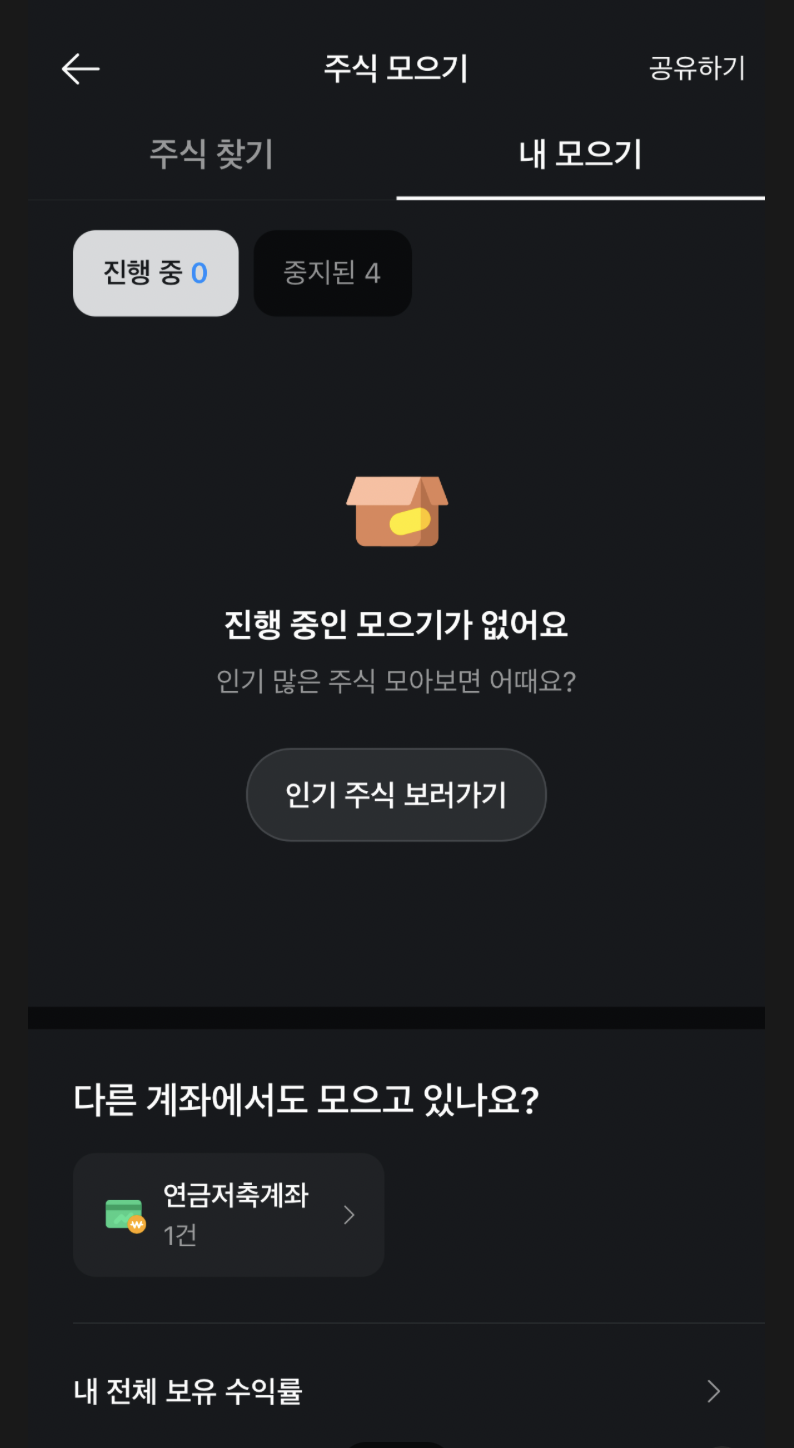 주식 모으기
공유하기
주식 찾기
내 모으기
진행 중 0
중지된 4
진행 중인 모으기가 없어요
인기 많은 주식 모아보면 어때요?
인기 주식 보러가기
다른 계좌에서도 모으고 있나요?
연금저축계좌
1건
내 전체 보유 수익률